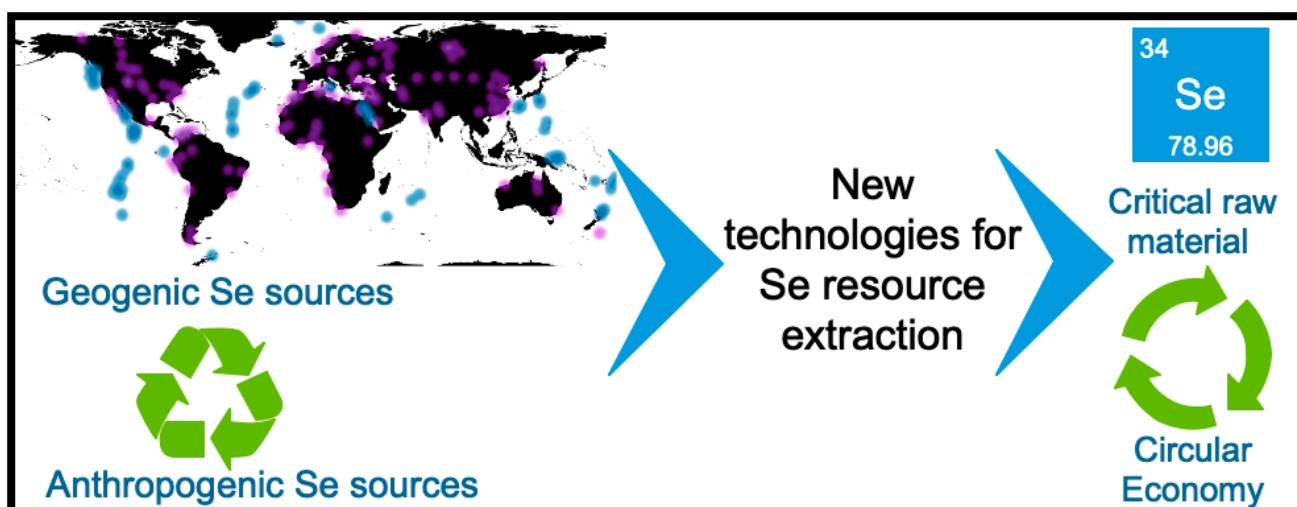 Geogenic Se sources
Anthropogenic Se sources
New
technologies for
Se resource
extraction
34
Se
78.96
Critical raw
material
Circular
Economy